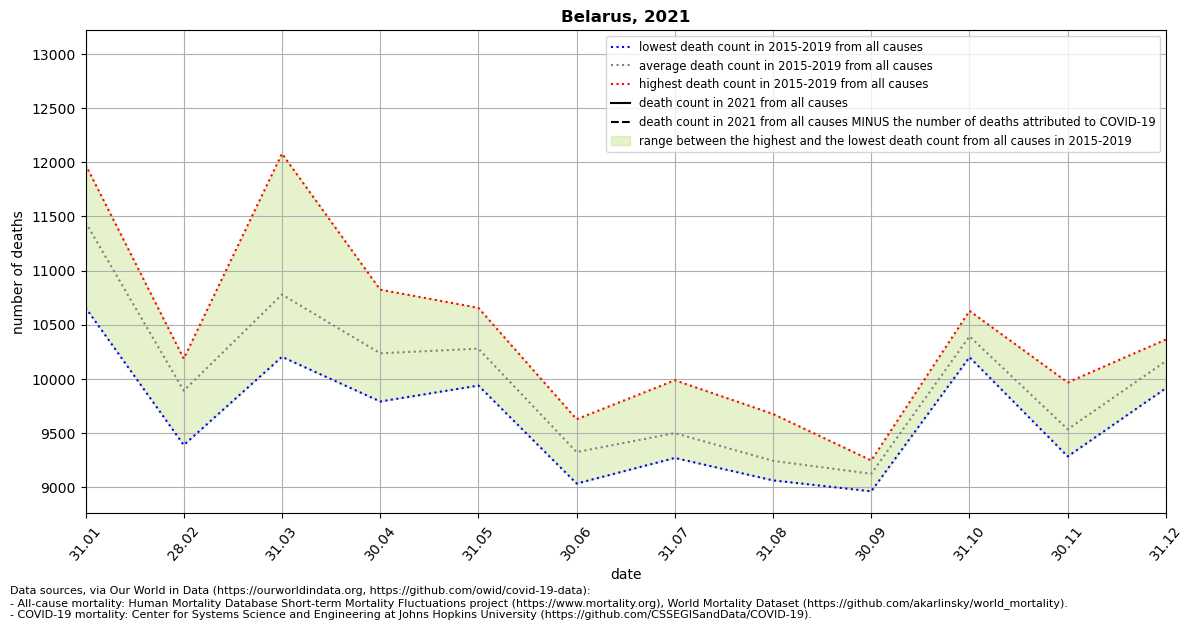 Belarus, 2021
lowest death count in 2015-2019 from all causes
average death count in 2015-2019 from all causes
highest death count in 2015-2019 from all causes
death count in 2021 from all causes
death count in 2021 from all causes MINUS the number of deaths attributed to COVID-19
range between the highest and the lowest death count from all causes in 2015-2019
number of deaths
13000
12500
12000
11500
11000
10500
10000
9500
9000
31.01
28.02
31.03
30.04
31.05
30.06
31.07
31.08
30.09
31.10
30.11
31.12
date
Data sources, via Our World in Data (https://ourworldindata.org, https://github.com/owid/covid-19-data):
- All-cause mortality: Human Mortality Database Short-term Mortality Fluctuations project (https://www.mortality.org), World Mortality Dataset (https://github.com/akarlinsky/world_mortality).
- COVID-19 mortality: Center for Systems Science and Engineering at Johns Hopkins University (https://github.com/CSSEGISandData/COVID-19).